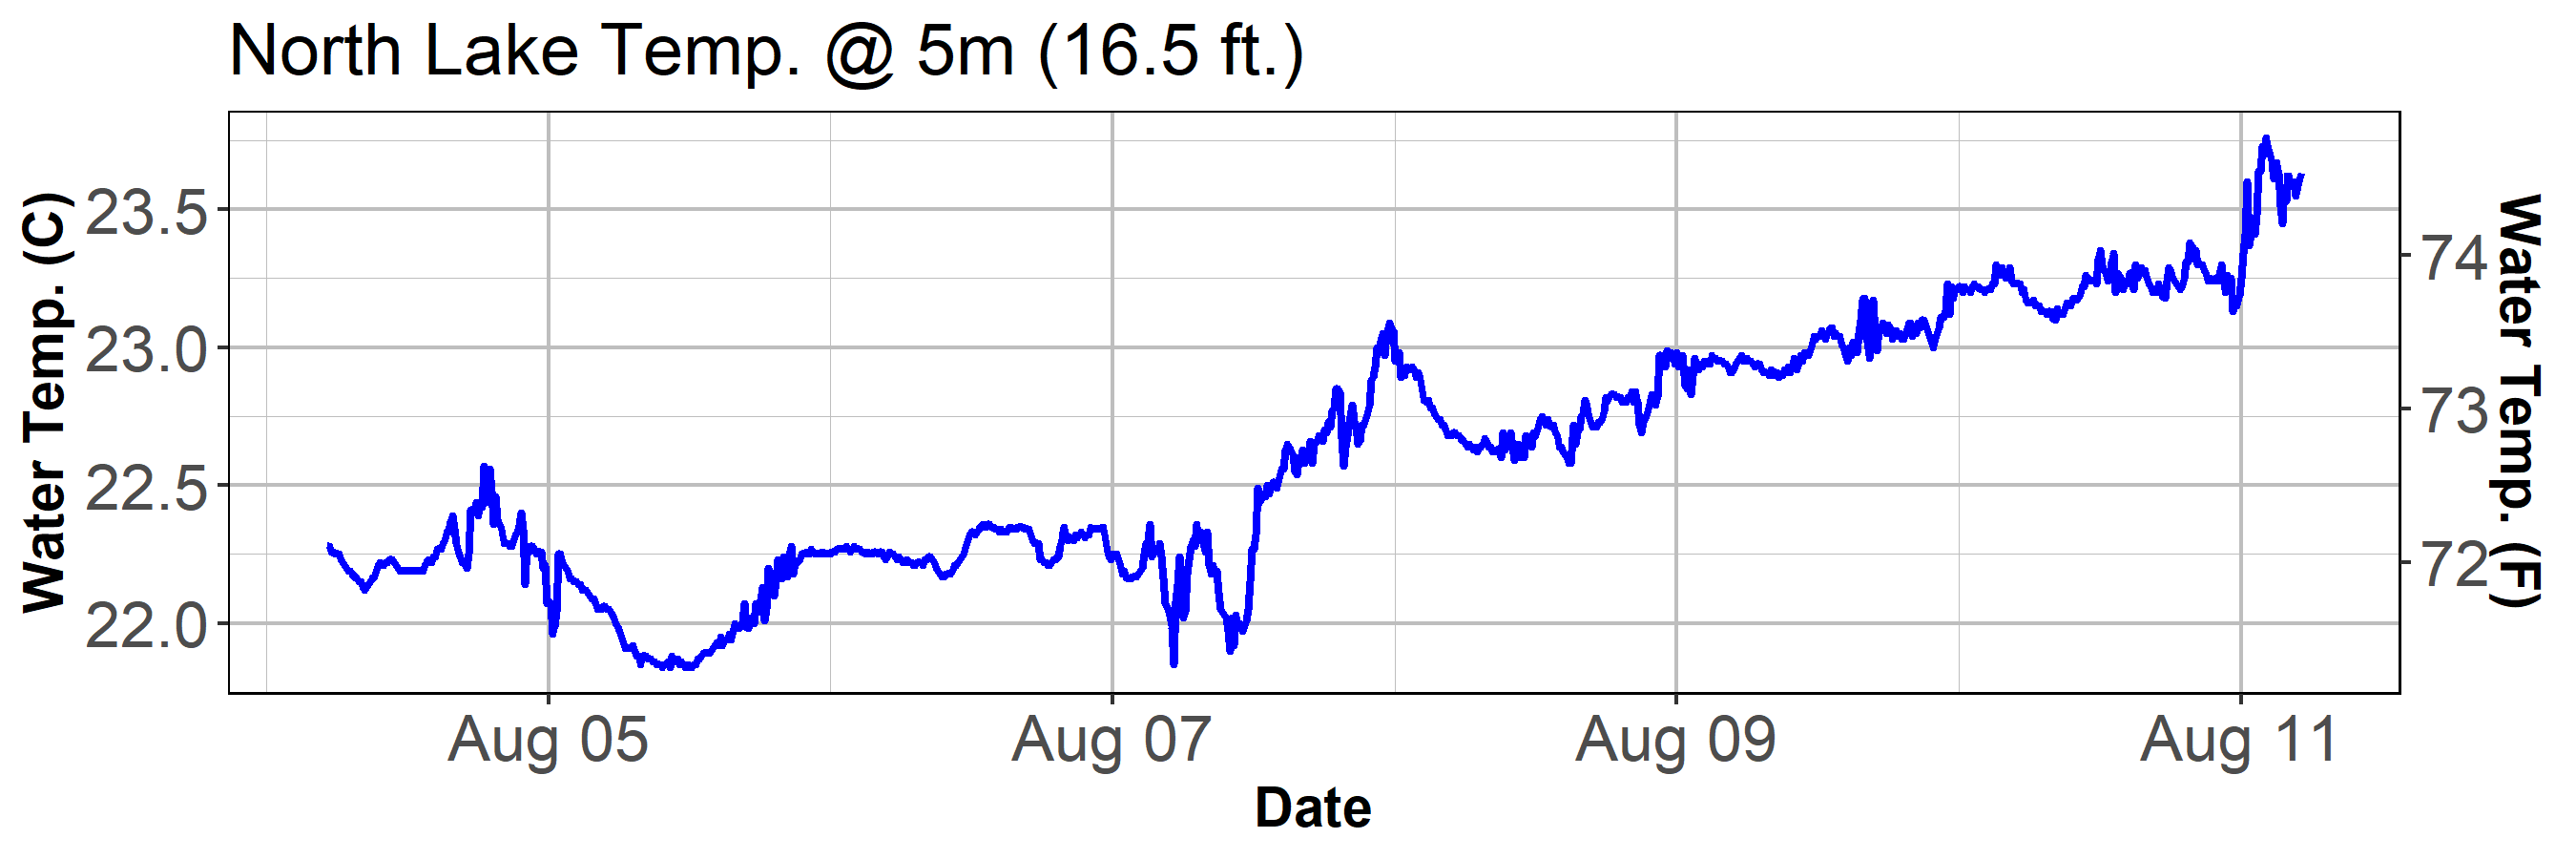 North Lake Temp. @ 5m (16.5 ft.)
Water Temp. (C)
23.5
23.0
22.5
22.0
74
73
72
Water Temp. (F)
Aug 05 Aug 07 Aug 09 Aug 11
Date